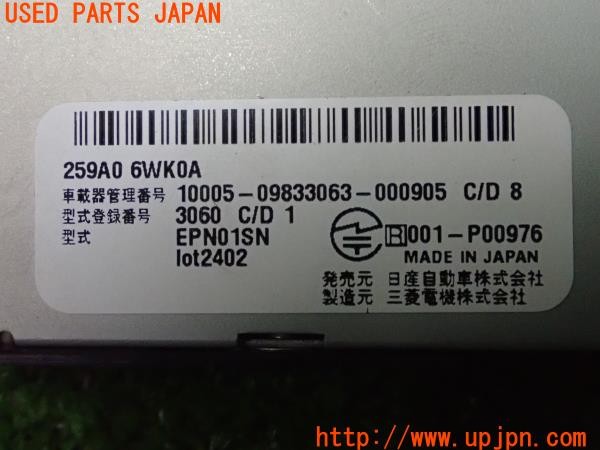 USED PARTS JAPAN
259A0 6WK0A
車載器管理番号 10005-09833063-000905 C/D 8
型式登録番号 3060 C/D 1
型式 EPN01SN
lot2402
R 001-P00976
MADE IN JAPAN
発売元 日産自動車株式会社
製造元 三菱電機株式会社
http://www.upjpn.com/